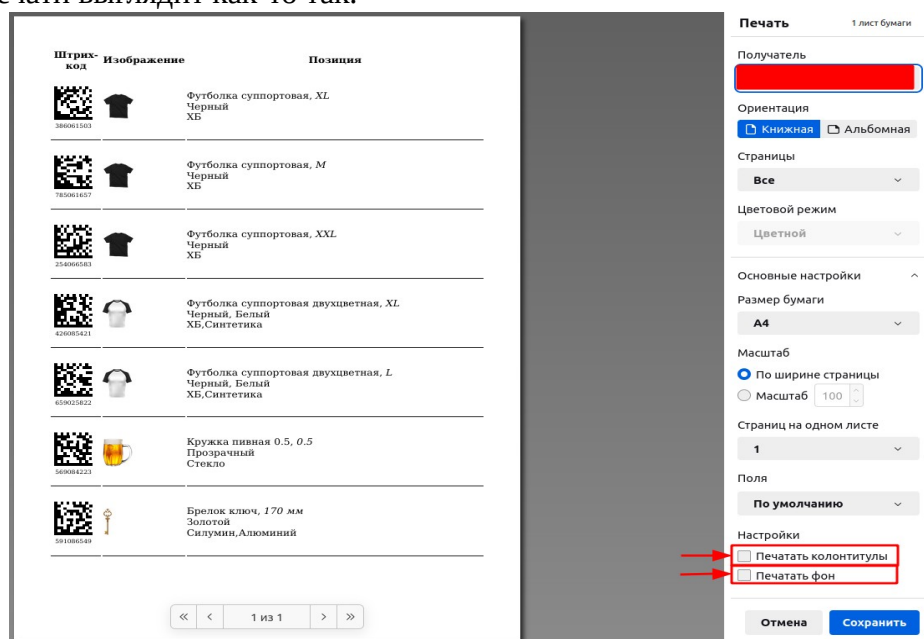 ечати выглядит как-то так:
Штрих-код Изображение Позиция
386061503
Футболка суппортовая, XL
Черный
ХБ
785061657
Футболка суппортовая, M
Черный
ХБ
254066583
Футболка суппортовая, XXL
Черный
ХБ
426085421
Футболка суппортовая двухцветная, XL
Черный, Белый
ХБ,Синтетика
659025822
Футболка суппортовая двухцветная, L
Черный, Белый
ХБ,Синтетика
569084223
Кружка пивная 0.5, 0.5
Прозрачный
Стекло
591086549
Брелок ключ, 170 мм
Золотой
Силумин,Алюминий
« < 1 из 1 > »
Печать 1 лист бумаги
Получатель
Ориентация
Книжная Альбомная
Страницы
Все
Цветовой режим
Цветной
Основные настройки
Размер бумаги
A4
Масштаб
По ширине страницы
Масштаб 100
Страниц на одном листе
1
Поля
По умолчанию
Настройки
Печатать колонтитулы
Печатать фон
Отмена Сохранить